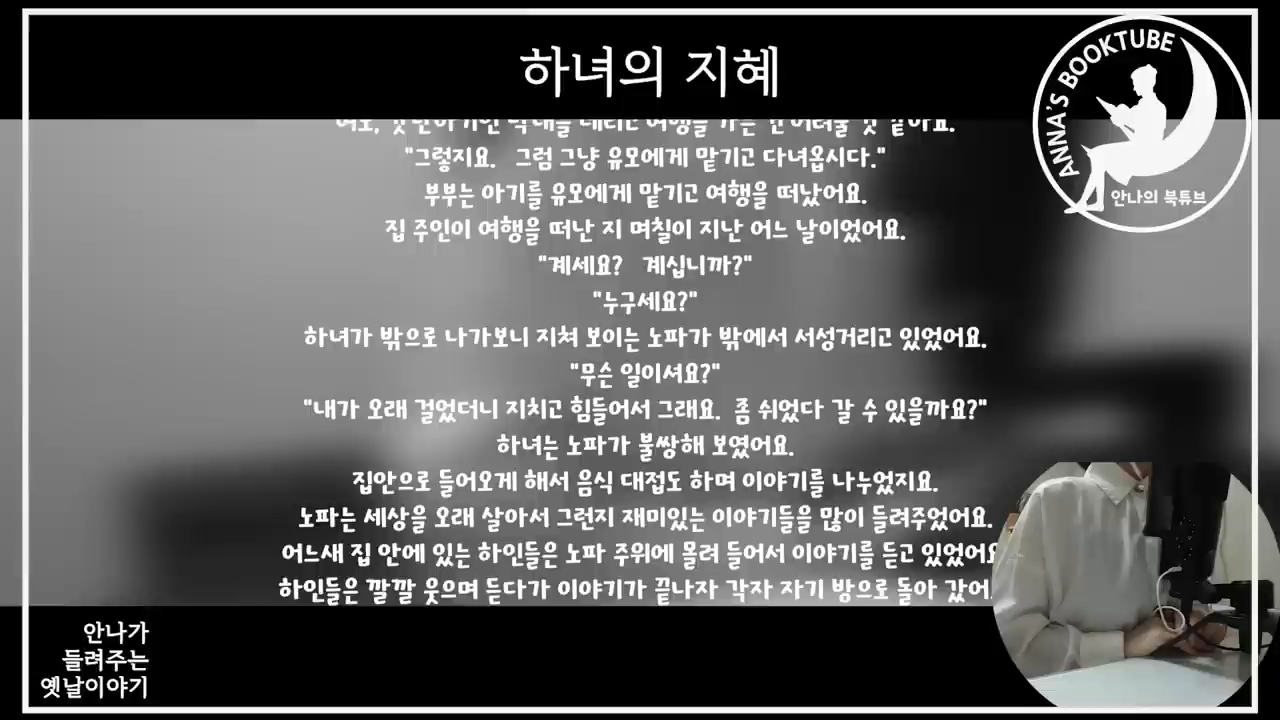 하녀의 지혜
ANNA'S BOOKTUBE
안나의 북튜브
"그렇지요. 그럼 그냥 유모에게 맡기고 다녀옵시다."
부부는 아기를 유모에게 맡기고 여행을 떠났어요.
집 주인이 여행을 떠난 지 며칠이 지난 어느 날이었어요.
"계세요? 계십니까?"
"누구세요?"
하녀가 밖으로 나가보니 지쳐 보이는 노파가 밖에서 서성거리고 있었어요.
"무슨 일이셔요?"
"내가 오래 걸었더니 지치고 힘들어서 그래요. 좀 쉬었다 갈 수 있을까요?"
하녀는 노파가 불쌍해 보였어요.
집안으로 들어오게 해서 음식 대접도 하며 이야기를 나누었지요.
노파는 세상을 오래 살아서 그런지 재미있는 이야기들을 많이 들려주었어요.
어느새 집 안에 있는 하인들은 노파 주위에 몰려 들어서 이야기를 듣고 있었어요
하인들은 깔깔 웃으며 듣다가 이야기가 끝나자 각자 자기 방으로 돌아 갔어.
안나가
들려주는
옛날이야기